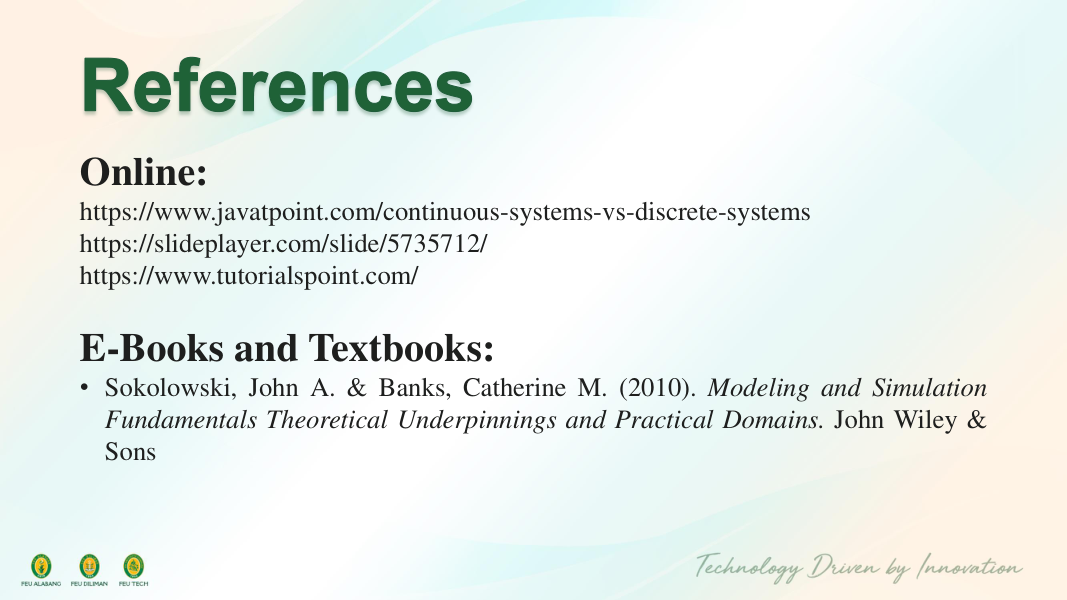 References
Online:
https://www.javatpoint.com/continuous-systems-vs-discrete-systems
https://slideplayer.com/slide/5735712/
https://www.tutorialspoint.com/
E-Books and Textbooks:
• Sokolowski, John A. & Banks, Catherine M. (2010). Modeling and Simulation
Fundamentals Theoretical Underpinnings and Practical Domains. John Wiley &
Sons
FEU ALABANG FEU DILIMAN FEU TECH
Technology Driven by Innovation